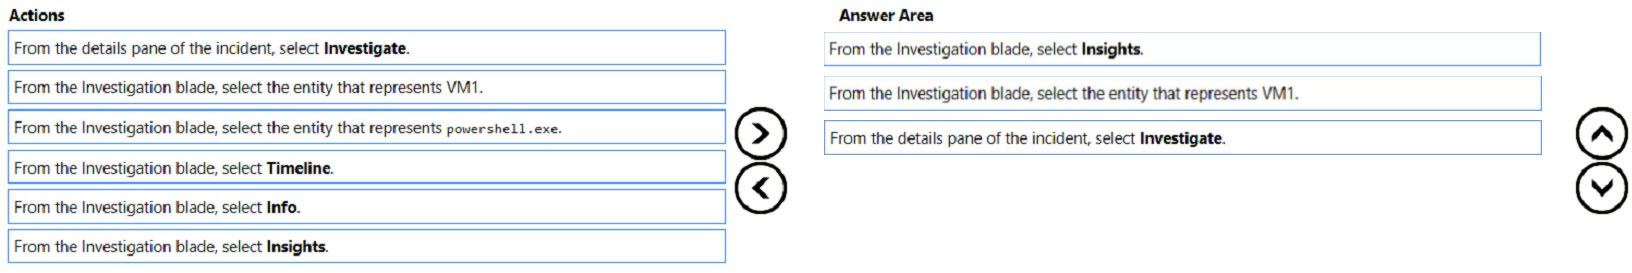 Actions
From the details pane of the incident, select Investigate.
From the Investigation blade, select the entity that represents VM1.
From the Investigation blade, select the entity that represents powershell.exe.
From the Investigation blade, select Timeline.
From the Investigation blade, select Info.
From the Investigation blade, select Insights.
Answer Area
From the Investigation blade, select Insights.
From the Investigation blade, select the entity that represents VM1.
From the details pane of the incident, select Investigate.